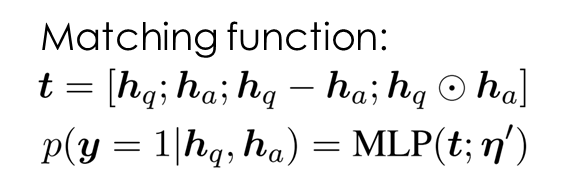 Matching function:
t = [h_q; h_a; h_q − h_a; h_q ⊙ h_a]
p(y = 1|h_q, h_a) = MLP(t; η′)